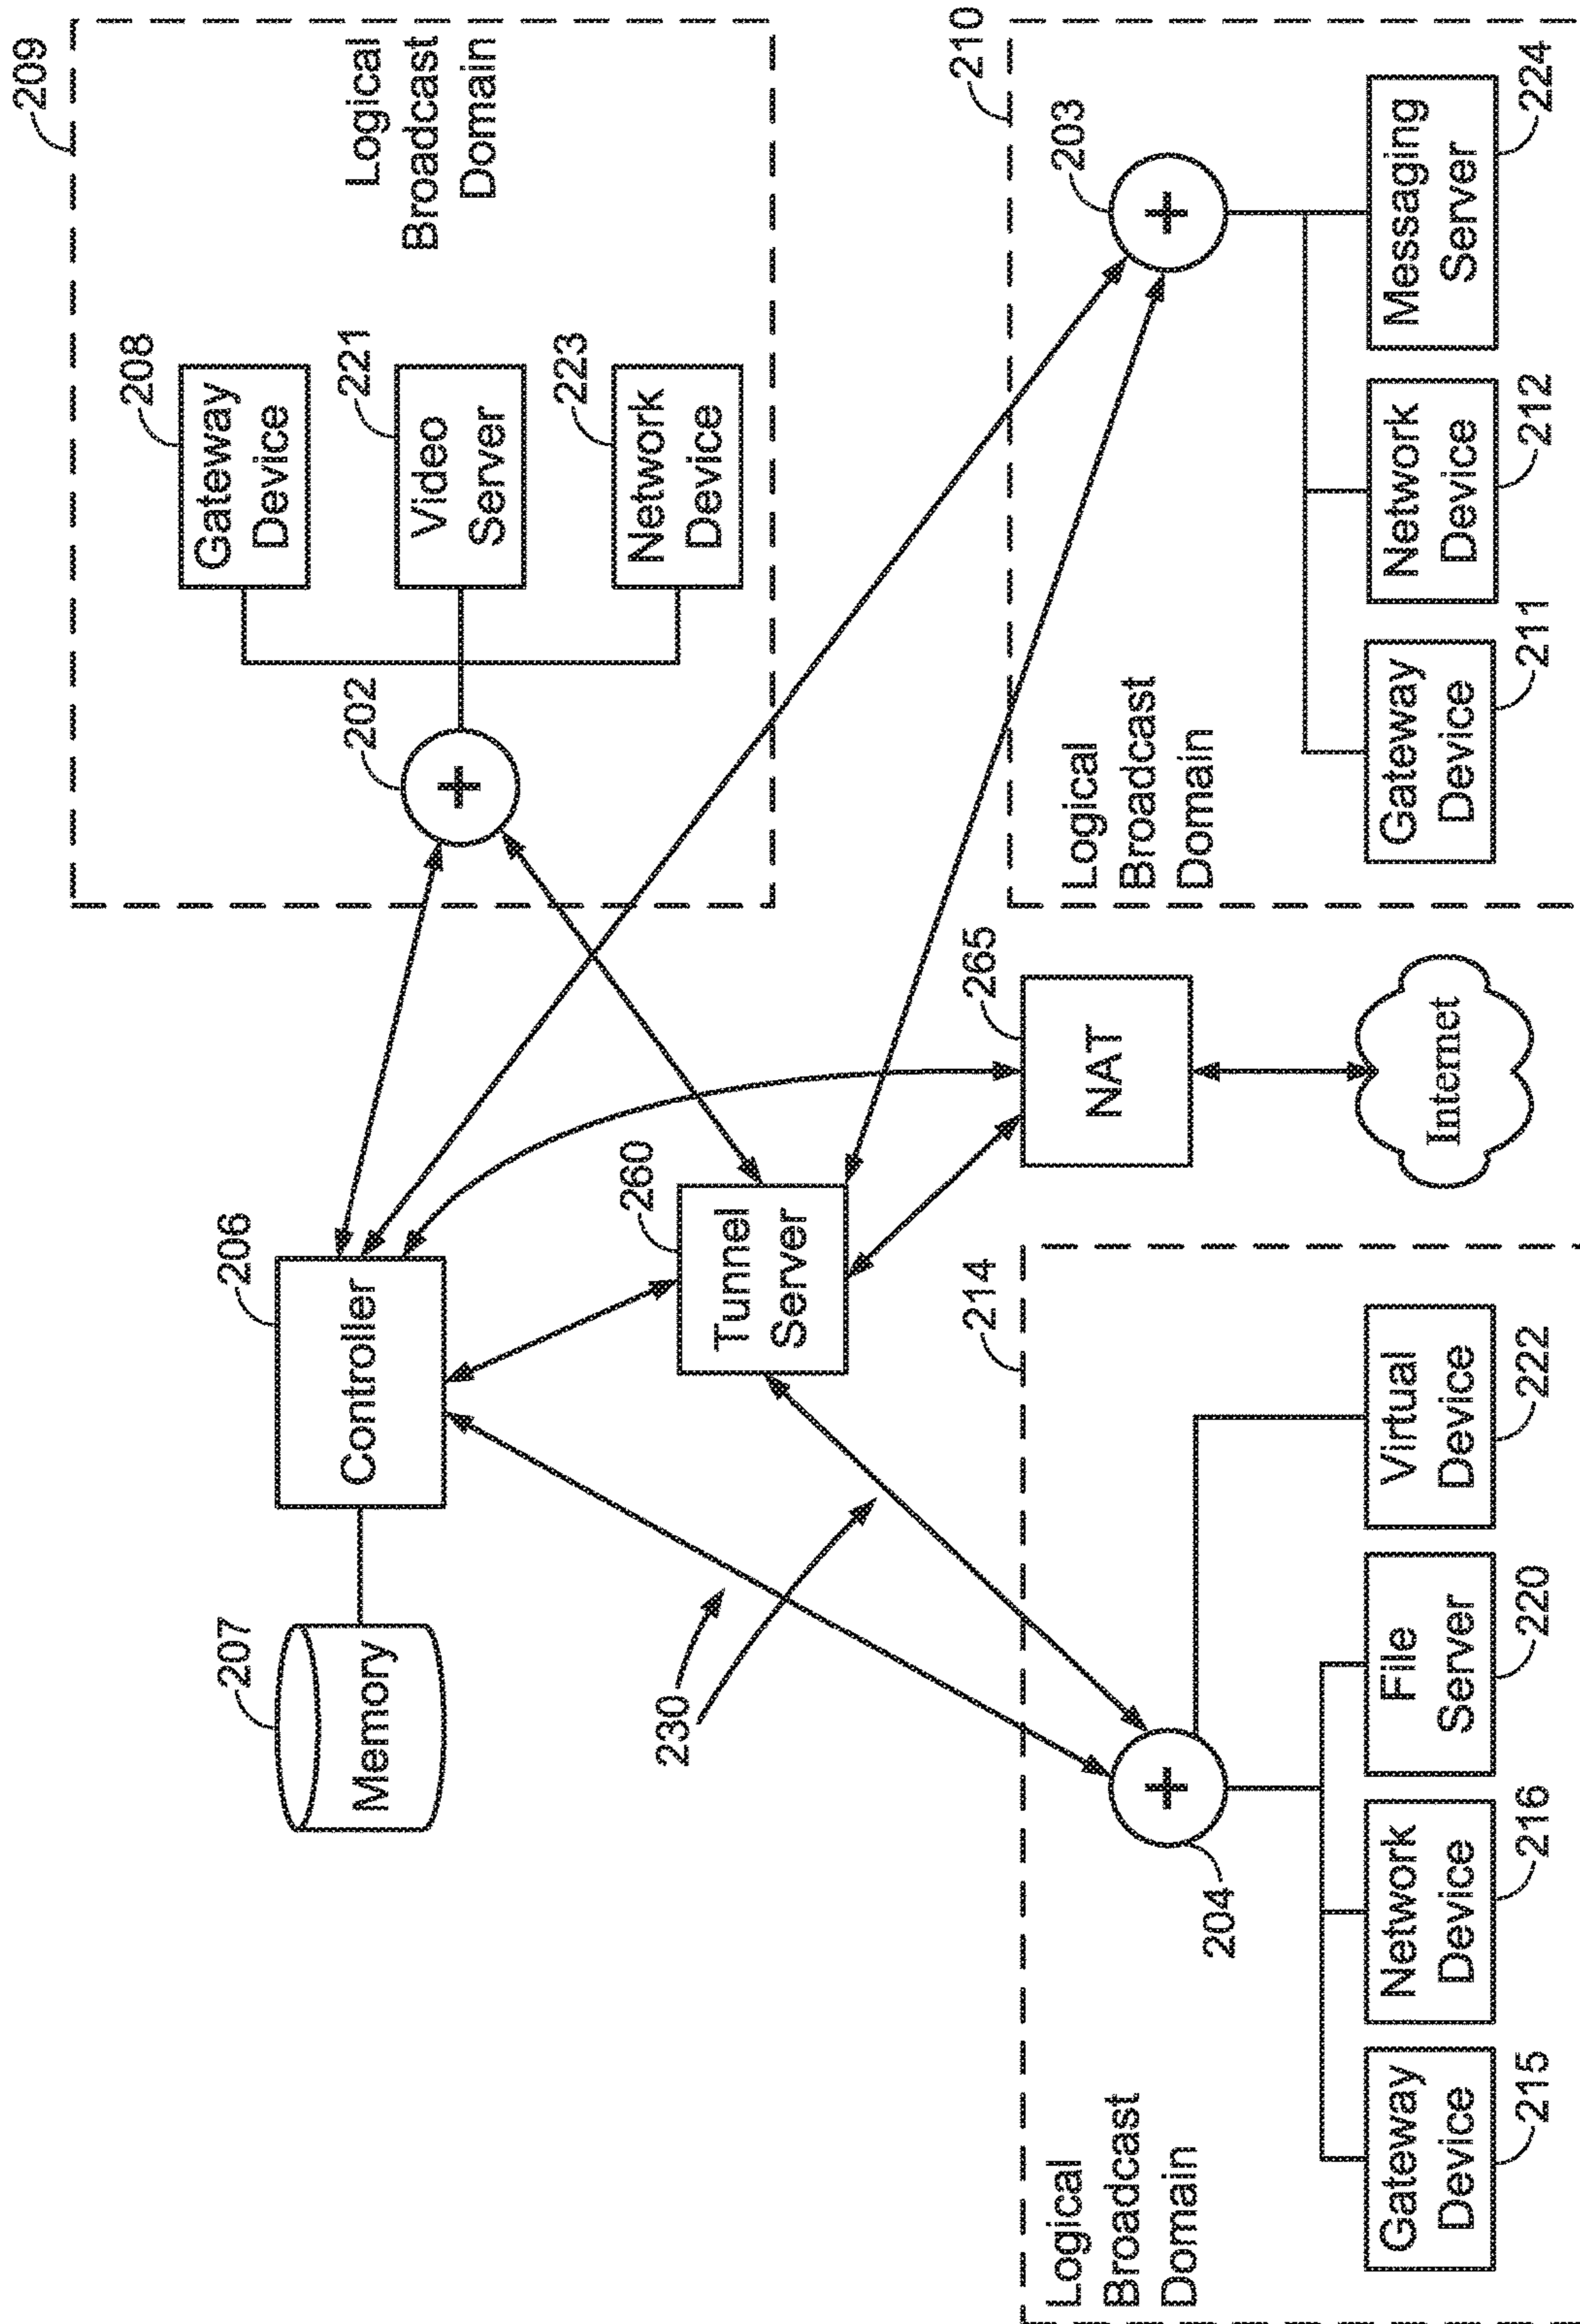 209
Logical
Broadcast
Domain
208
Gateway
Device
221
Video
Server
223
Network
Device
202
+
206
Controller
207
Memory
260
Tunnel
Server
230
265
NAT
Internet
214
Logical
Broadcast
Domain
204
+
Gateway
Device
215
Network
Device
216
File
Server
220
Virtual
Device
222
210
Logical
Broadcast
Domain
203
+
Gateway
Device
211
Network
Device
212
Messaging
Server
224